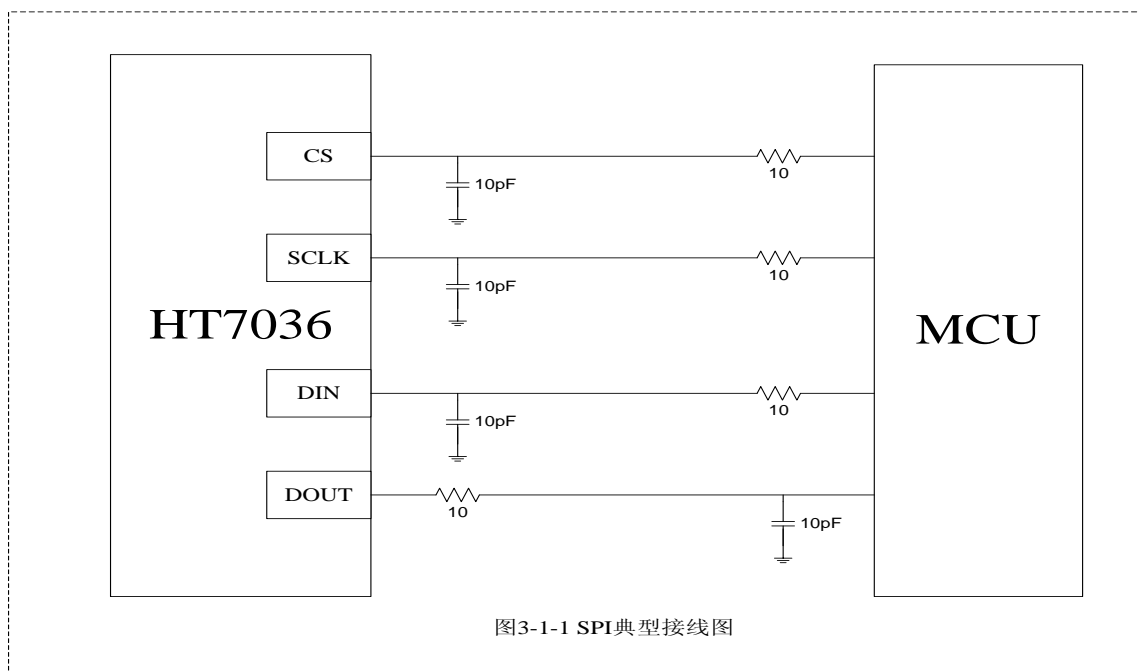 CS
10pF
10
SCLK
10pF
10
HT7036
MCU
DIN
10pF
10
DOUT
10
10pF
图3-1-1 SPI典型接线图